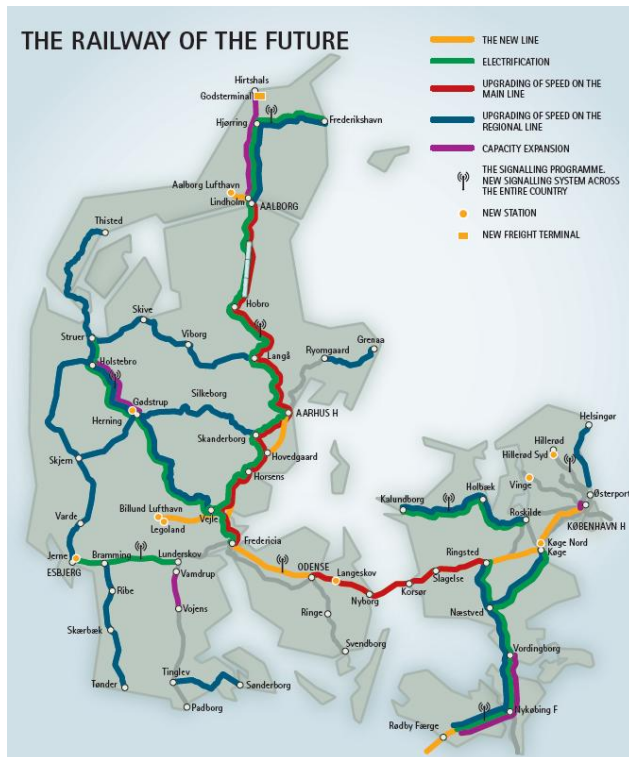 THE RAILWAY OF THE FUTURE
THE NEW LINE
ELECTRIFICATION
UPGRADING OF SPEED ON THE
MAIN LINE
UPGRADING OF SPEED ON THE
REGIONAL LINE
CAPACITY EXPANSION
THE SIGNALLING PROGRAMME.
NEW SIGNALLING SYSTEM ACROSS
THE ENTIRE COUNTRY
NEW STATION
NEW FREIGHT TERMINAL
Hirtshals
Godsterminal
Hjørring
Frederikshavn
Aalborg Lufthavn
Lindholm
AALBORG
Thisted
Hobro
Skive
Viborg
Struer
Langå
Ryomgaard
Grenaa
Holstebro
Gødstrup
Silkeborg
Herning
AARHUS H
Skanderborg
Hovedgaard
Skjern
Horsens
Helsingør
Hillerød
Hillerød Syd
Vinge
Østerport
Kalundborg
Holbæk
Roskilde
KØBENHAVN H
Varde
Billund Lufthavn
Legoland
Vejle
Jerne
ESBJERG
Bramming
Lunderskov
Vamdrup
Fredericia
ODENSE
Langeskov
Nyborg
Korsør
Slagelse
Ringsted
Køge Nord
Køge
Ribe
Vojens
Ringe
Næstved
Skærbæk
Svendborg
Vordingborg
Tønder
Tinglev
Sønderborg
Padborg
Nykøbing F
Rødby Færge